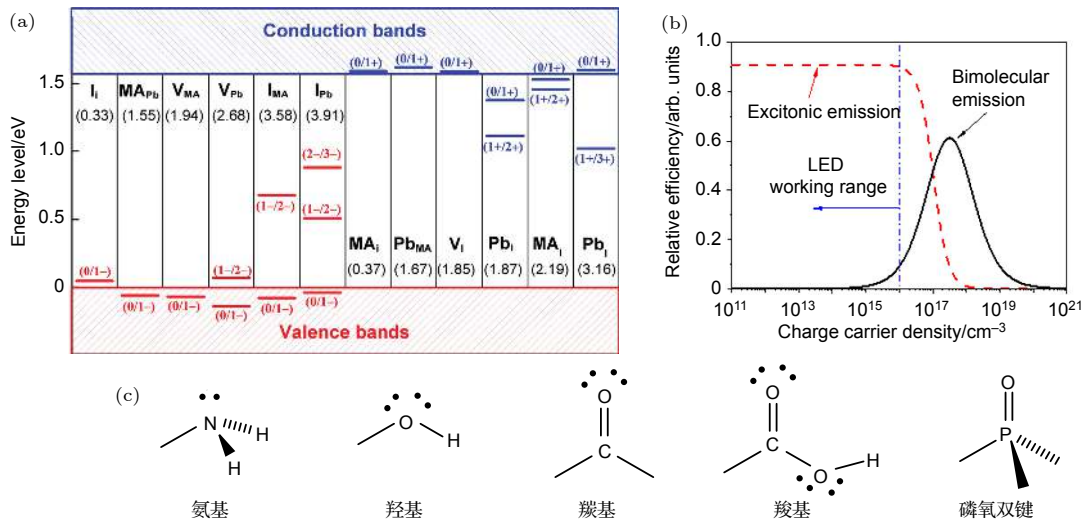 (a)
Conduction bands
Energy level/eV
1.5
1.0
0.5
0
I_i MA_Pb V_MA V_Pb I_MA I_Pb
(0.33) (1.55) (1.94) (2.68) (3.58) (3.91)
(0/1+) (0/1+) (0/1+) (0/1+) (0/1+)
(0/1+)
(1+/2+)
(1+/2+)
(1+/3+)
(2−/3−)
(1−/2−)
(1−/2−)
MA_i Pb_MA V_I Pb_i MA_I Pb_I
(0.37) (1.67) (1.85) (1.87) (2.19) (3.16)
(0/1−) (1−/2−)
(0/1−) (0/1−) (0/1−) (0/1−) (0/1−)
Valence bands
(b)
Relative efficiency/arb. units
1.0
0.8
0.6
0.4
0.2
0
Bimolecular
emission
Excitonic emission
LED
working range
10^11 10^13 10^15 10^16 10^17 10^19 10^21
Charge carrier density/cm^−3
(c)
N H H
O H
O C
O C O H
O P
氨基 羟基 羰基 羧基 磷氧双键